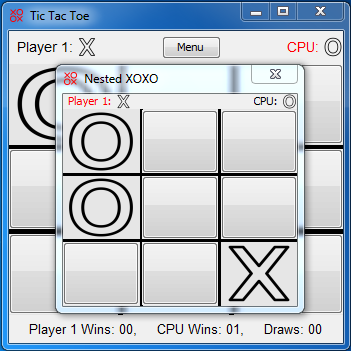 Tic Tac Toe
Player 1: X Menu CPU: O
O
Nested XOXO
Player 1: X CPU: O
O
O
X
Player 1 Wins: 00, CPU Wins: 01, Draws: 00